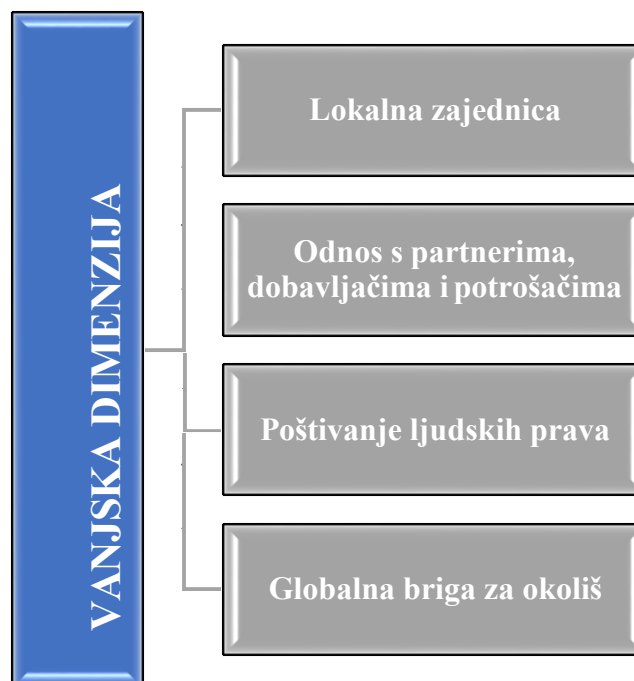 VANJSKA DIMENZIJA
Lokalna zajednica
Odnos s partnerima,
dobavljačima i potrošačima
Poštivanje ljudskih prava
Globalna briga za okoliš